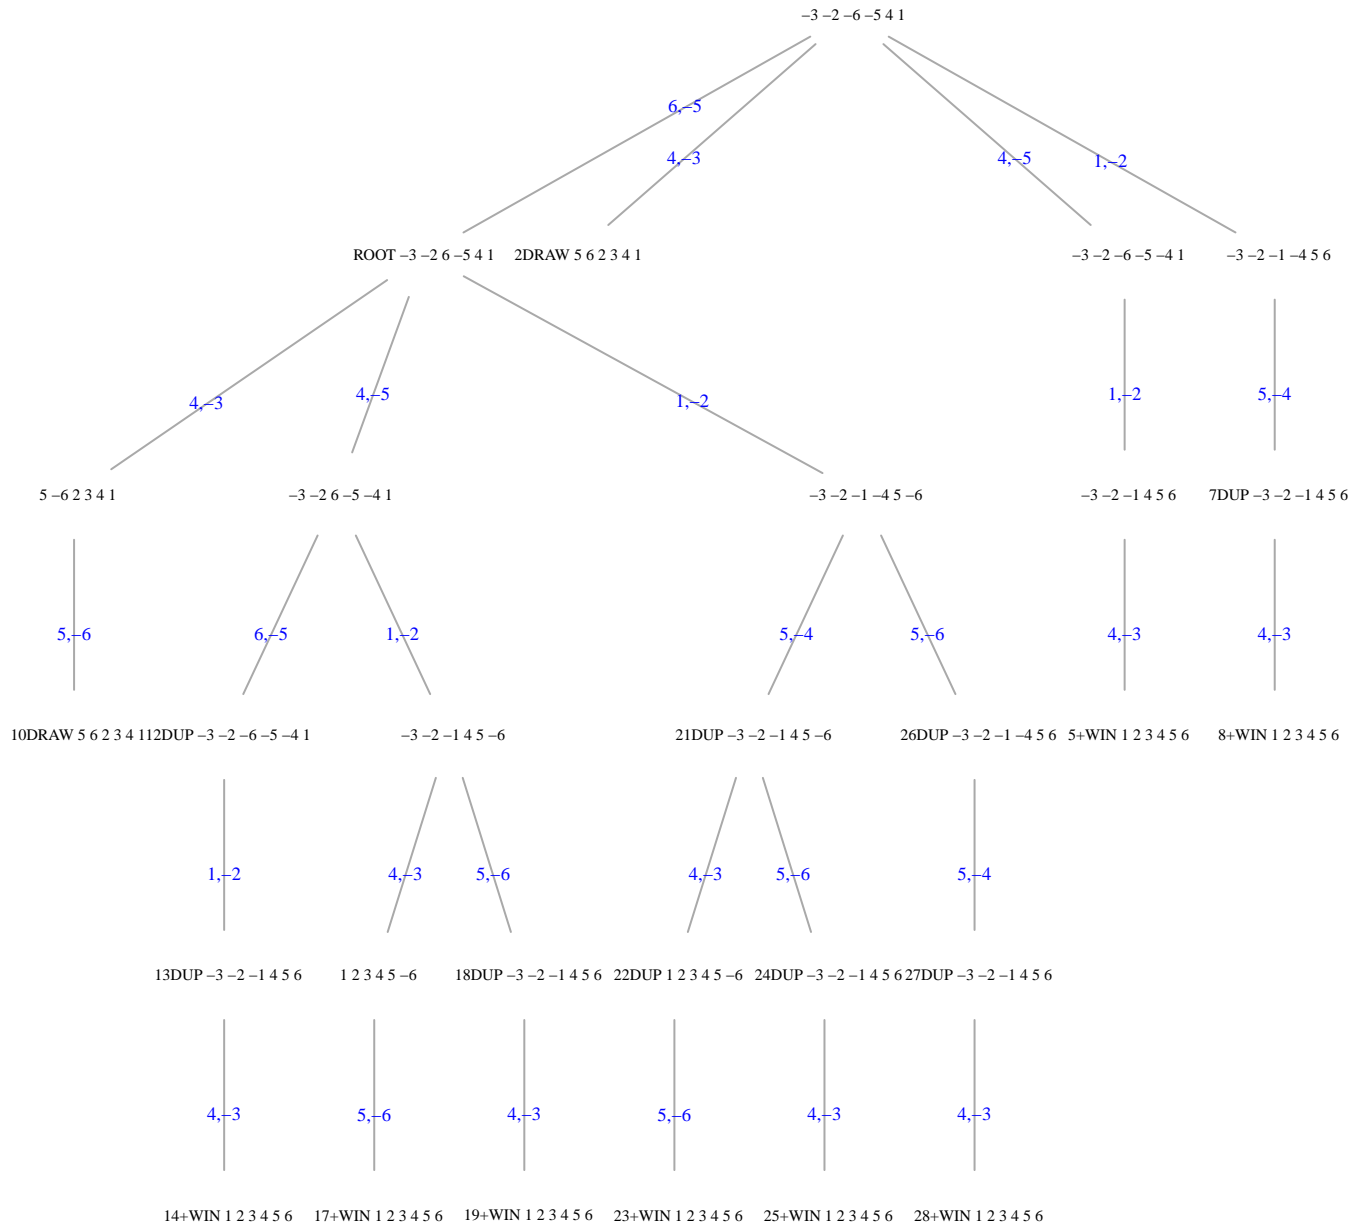 −3 −2 −6 −5 4 1
6,−5
4,−3
4,−5
1,−2
ROOT −3 −2 6 −5 4 1
2DRAW 5 6 2 3 4 1
−3 −2 −6 −5 −4 1
−3 −2 −1 −4 5 6
4,−3
4,−5
1,−2
1,−2
5,−4
5 −6 2 3 4 1
−3 −2 6 −5 −4 1
−3 −2 −1 −4 5 −6
−3 −2 −1 4 5 6
7DUP −3 −2 −1 4 5 6
5,−6
6,−5
1,−2
5,−4
5,−6
4,−3
4,−3
10DRAW 5 6 2 3 4 1
12DUP −3 −2 −6 −5 −4 1
−3 −2 −1 4 5 −6
21DUP −3 −2 −1 4 5 −6
26DUP −3 −2 −1 −4 5 6
5+WIN 1 2 3 4 5 6
8+WIN 1 2 3 4 5 6
1,−2
4,−3
5,−6
4,−3
5,−6
5,−4
13DUP −3 −2 −1 4 5 6
1 2 3 4 5 −6
18DUP −3 −2 −1 4 5 6
22DUP 1 2 3 4 5 −6
24DUP −3 −2 −1 4 5 6
27DUP −3 −2 −1 4 5 6
4,−3
5,−6
4,−3
5,−6
4,−3
4,−3
14+WIN 1 2 3 4 5 6
17+WIN 1 2 3 4 5 6
19+WIN 1 2 3 4 5 6
23+WIN 1 2 3 4 5 6
25+WIN 1 2 3 4 5 6
28+WIN 1 2 3 4 5 6